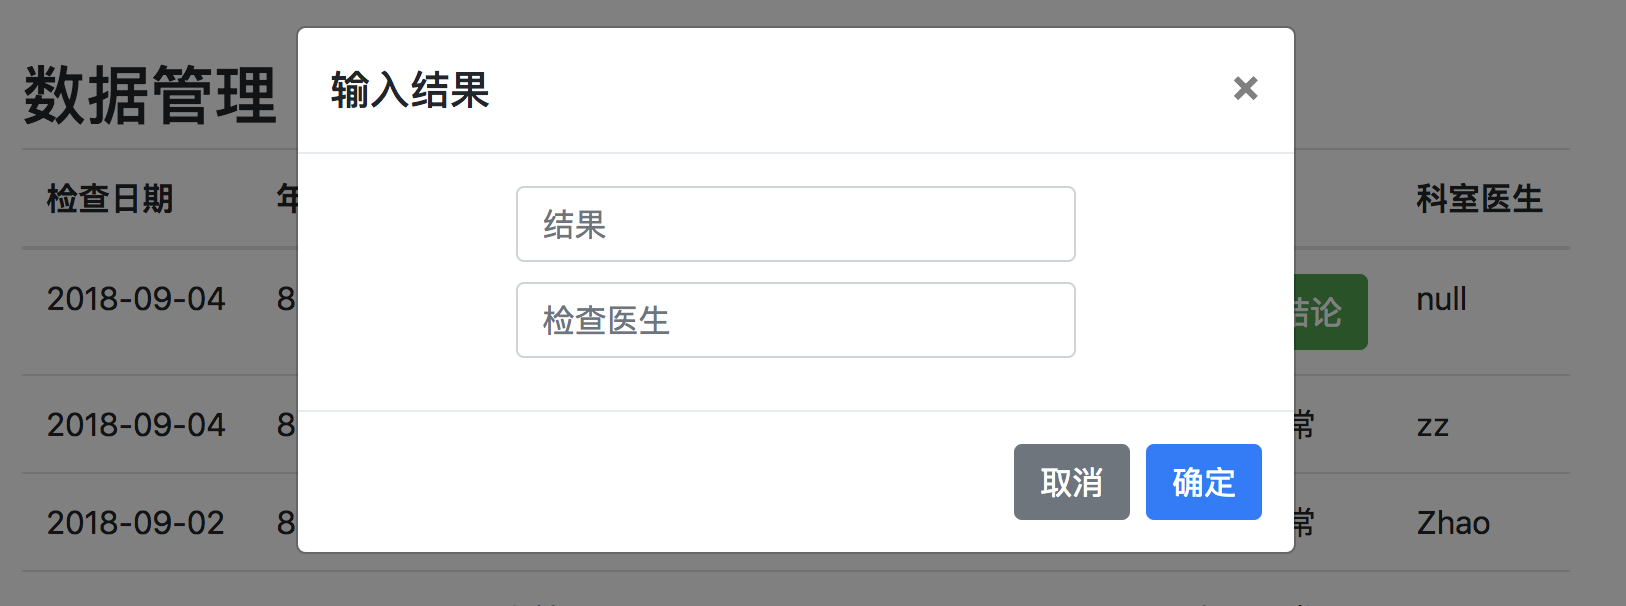 数据管理
输入结果
×
检查日期
科室医生
结果
2018-09-04
8
结论
null
检查医生
2018-09-04
8
常
zz
取消
确定
2018-09-02
8
常
Zhao